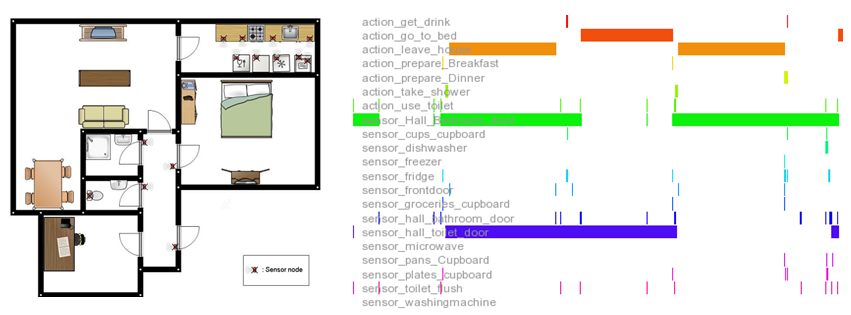 : Sensor node
action_get_drink
action_go_to_bed
action_leave_house
action_prepare_Breakfast
action_prepare_Dinner
action_take_shower
action_use_toilet
sensor_Hall_Bedroom_door
sensor_cups_cupboard
sensor_dishwasher
sensor_freezer
sensor_fridge
sensor_frontdoor
sensor_groceries_cupboard
sensor_hall_bathroom_door
sensor_hall_toilet_door
sensor_microwave
sensor_pans_Cupboard
sensor_plates_cupboard
sensor_toilet_flush
sensor_washingmachine